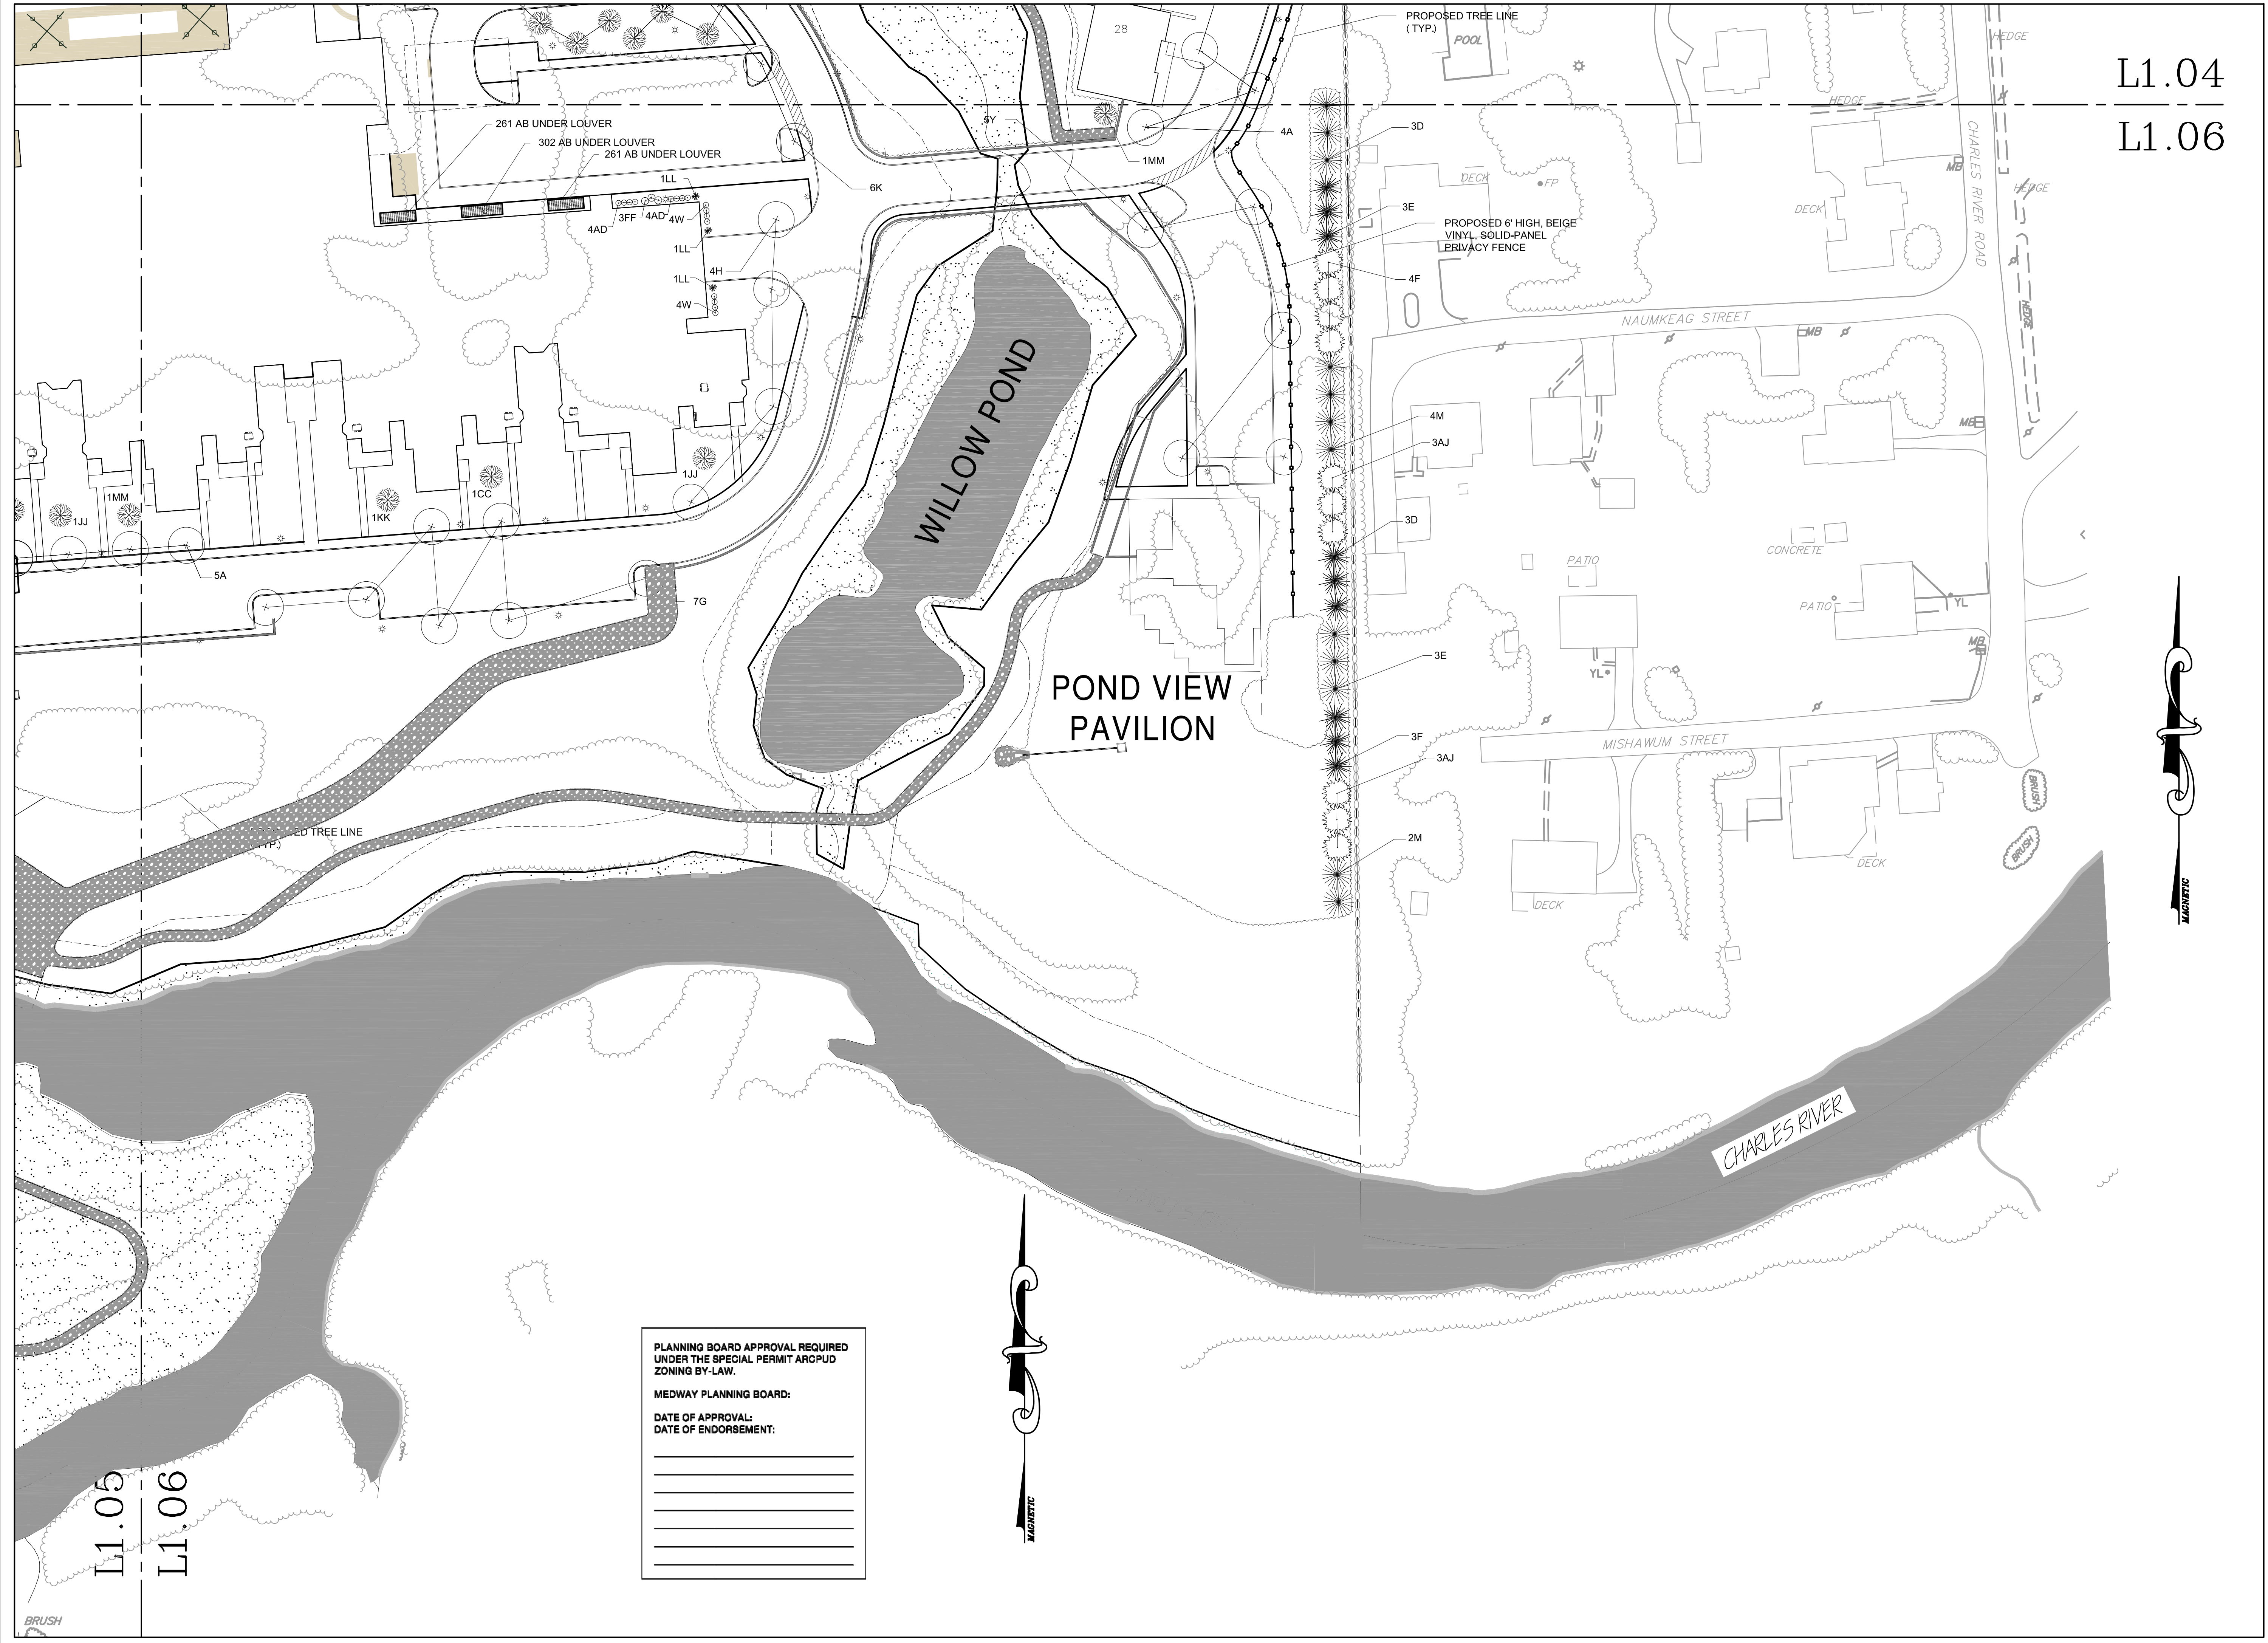 PROPOSED TREE LINE
( TYP.)
POOL
HEDGE
28
L1.04
HEDGE
L1.06
261 AB UNDER LOUVER
302 AB UNDER LOUVER
261 AB UNDER LOUVER
5Y
4A
3D
1MM
CHARLES RIVER ROAD
MB
1LL
6K
DECK
FP
HEDGE
3FF
4AD
4W
4AD
3E
DECK
PROPOSED 6' HIGH, BEIGE
VINYL, SOLID-PANEL
PRIVACY FENCE
1LL
4H
1LL
4F
4W
HEDGE
NAUMKEAG STREET
MB
WILLOW POND
4M
MB
3AJ
1JJ
1CC
1MM
1KK
1JJ
3D
CONCRETE
PATIO
5A
7G
PATIO
YL
MB
3E
YL
POND VIEW
PAVILION
3F
MISHAWUM STREET
3AJ
BRUSH
ED TREE LINE
YP.)
2M
BRUSH
DECK
MAGNETIC
DECK
CHARLES RIVER
PLANNING BOARD APPROVAL REQUIRED
UNDER THE SPECIAL PERMIT ARCPUD
ZONING BY-LAW.
MEDWAY PLANNING BOARD:
DATE OF APPROVAL:
DATE OF ENDORSEMENT:
MAGNETIC
L1.05
L1.06
BRUSH